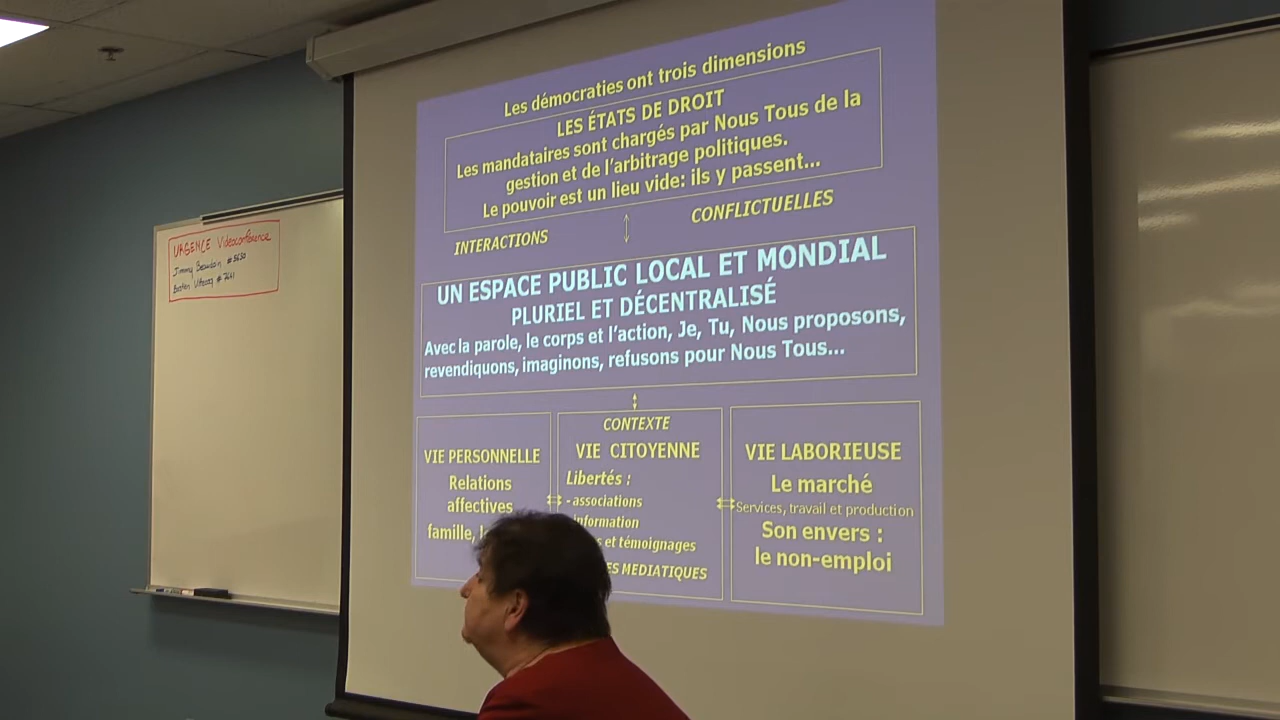 URGENCE Videoconference
Jimmy Beaudoin #
Bastien
Les démocraties ont trois dimensions
LES ÉTATS DE DROIT
Les mandataires sont chargés par Nous Tous de la
gestion et de l'arbitrage politiques.
Le pouvoir est un lieu vide: ils y passent...
INTERACTIONS
CONFLICTUELLES
UN ESPACE PUBLIC LOCAL ET MONDIAL
PLURIEL ET DÉCENTRALISÉ
Avec la parole, le corps et l'action, Je, Tu, Nous proposons,
revendiquons, imaginons, refusons pour Nous Tous...
VIE PERSONNELLE
Relations
affectives
famille,
CONTEXTE
VIE CITOYENNE
Libertés :
- associations
information
et témoignages
MEDIATIQUES
VIE LABORIEUSE
Le marché
Services, travail et production
Son envers :
le non-emploi